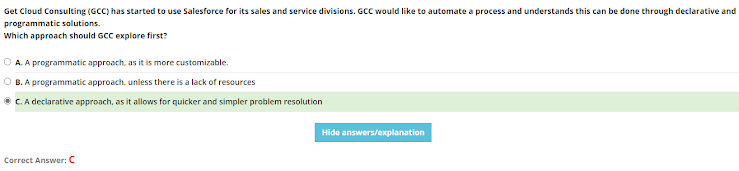 Get Cloud Consulting (GCC) has started to use Salesforce for its sales and service divisions. GCC would like to automate a process and understands this can be done through declarative and
programmatic solutions.
Which approach should GCC explore first?
A. A programmatic approach, as it is more customizable.
B. A programmatic approach, unless there is a lack of resources
C. A declarative approach, as it allows for quicker and simpler problem resolution
Hide answers/explanation
Correct Answer: C